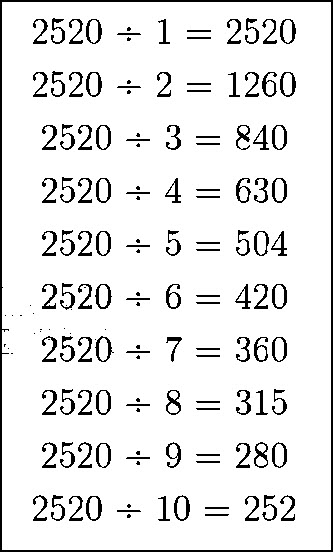 2520 ÷ 1 = 2520
2520 ÷ 2 = 1260
2520 ÷ 3 = 840
2520 ÷ 4 = 630
2520 ÷ 5 = 504
2520 ÷ 6 = 420
2520 ÷ 7 = 360
2520 ÷ 8 = 315
2520 ÷ 9 = 280
2520 ÷ 10 = 252